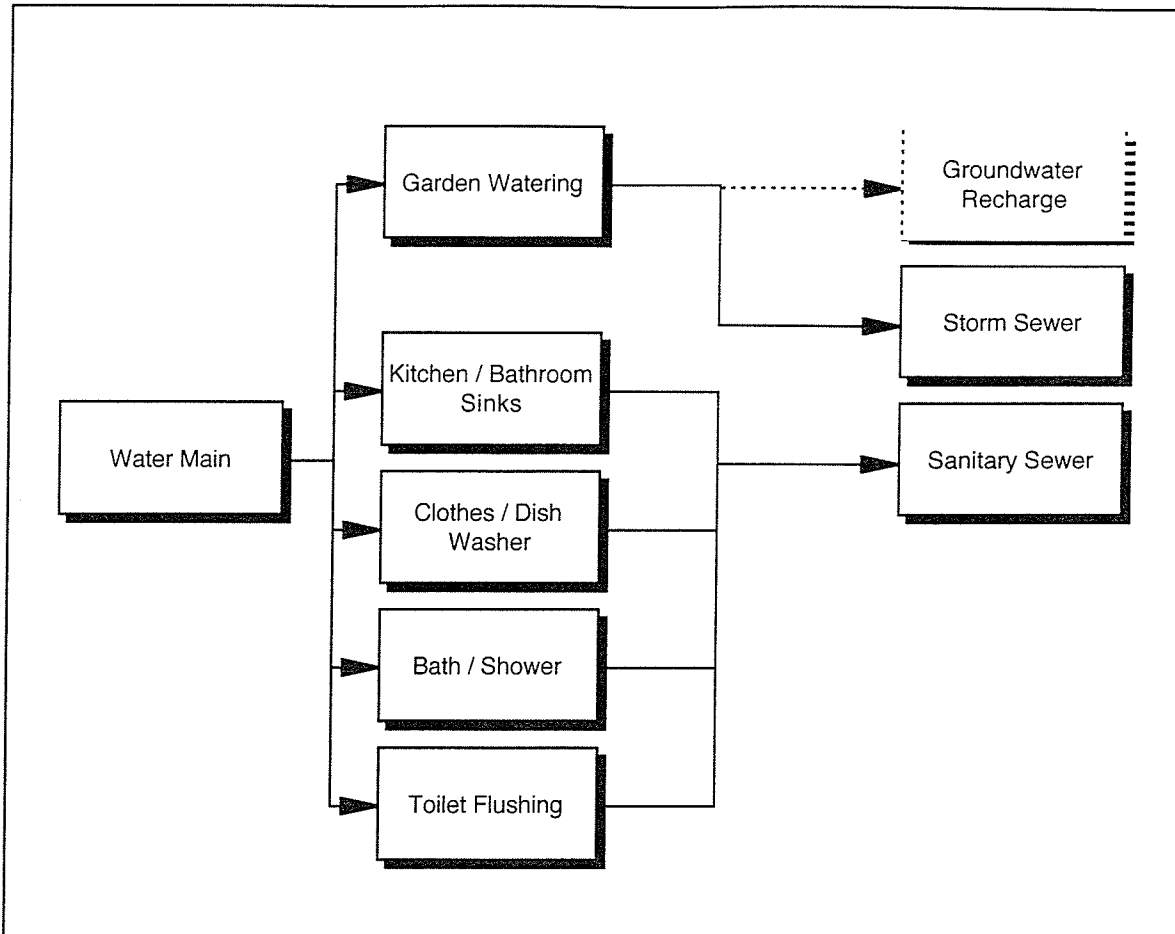 Garden Watering
Groundwater
Recharge
Storm Sewer
Kitchen / Bathroom
Sinks
Water Main
Sanitary Sewer
Clothes / Dish
Washer
Bath / Shower
Toilet Flushing